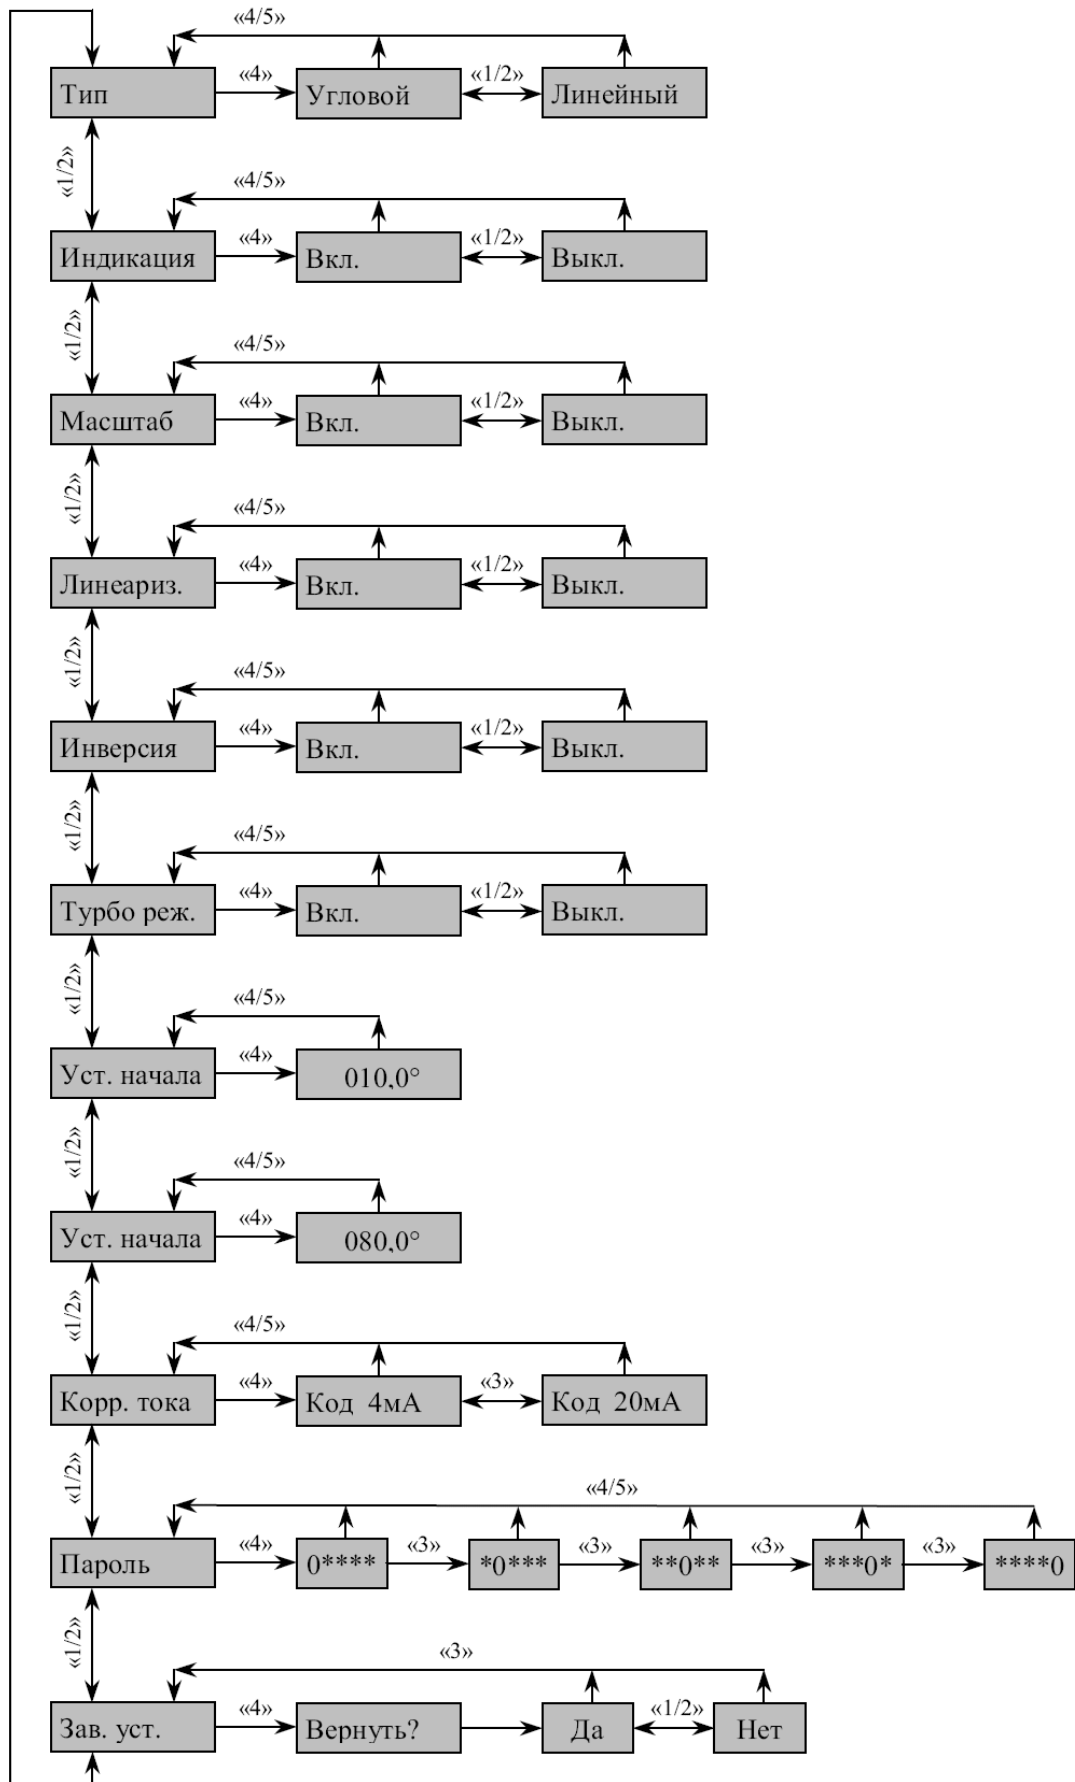 «4/5»
Тип «4» Угловой «1/2» Линейный
«1/2»
«4/5»
Индикация «4» Вкл. «1/2» Выкл.
«1/2»
«4/5»
Масштаб «4» Вкл. «1/2» Выкл.
«1/2»
«4/5»
Линеариз. «4» Вкл. «1/2» Выкл.
«1/2»
«4/5»
Инверсия «4» Вкл. «1/2» Выкл.
«1/2»
«4/5»
Турбо реж. «4» Вкл. «1/2» Выкл.
«1/2»
«4/5»
Уст. начала «4» 010,0°
«1/2»
«4/5»
Уст. начала «4» 080,0°
«1/2»
«4/5»
Корр. тока «4» Код 4мА «3» Код 20мА
«1/2»
«4/5»
Пароль «4» 0**** «3» *0*** «3» **0** «3» ***0* «3» ****0
«1/2»
«3»
Зав. уст. «4» Вернуть? Да «1/2» Нет